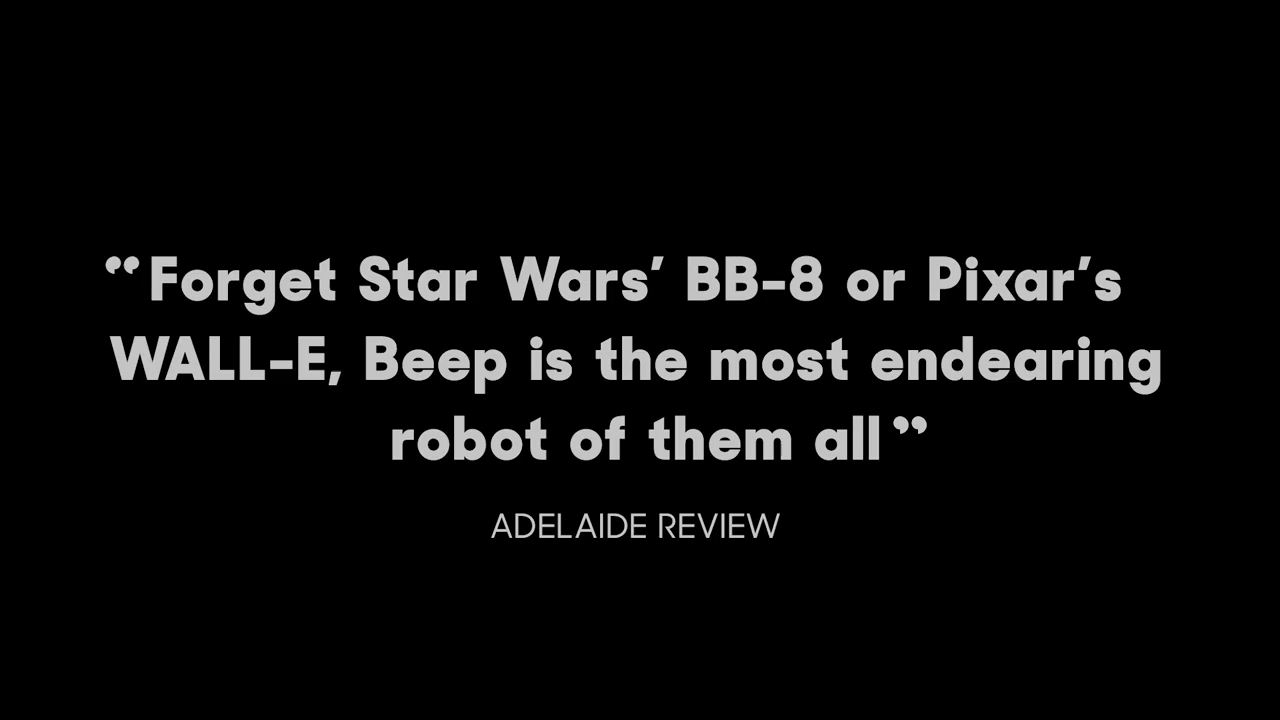 “Forget Star Wars’ BB-8 or Pixar’s
WALL-E, Beep is the most endearing
robot of them all”
ADELAIDE REVIEW